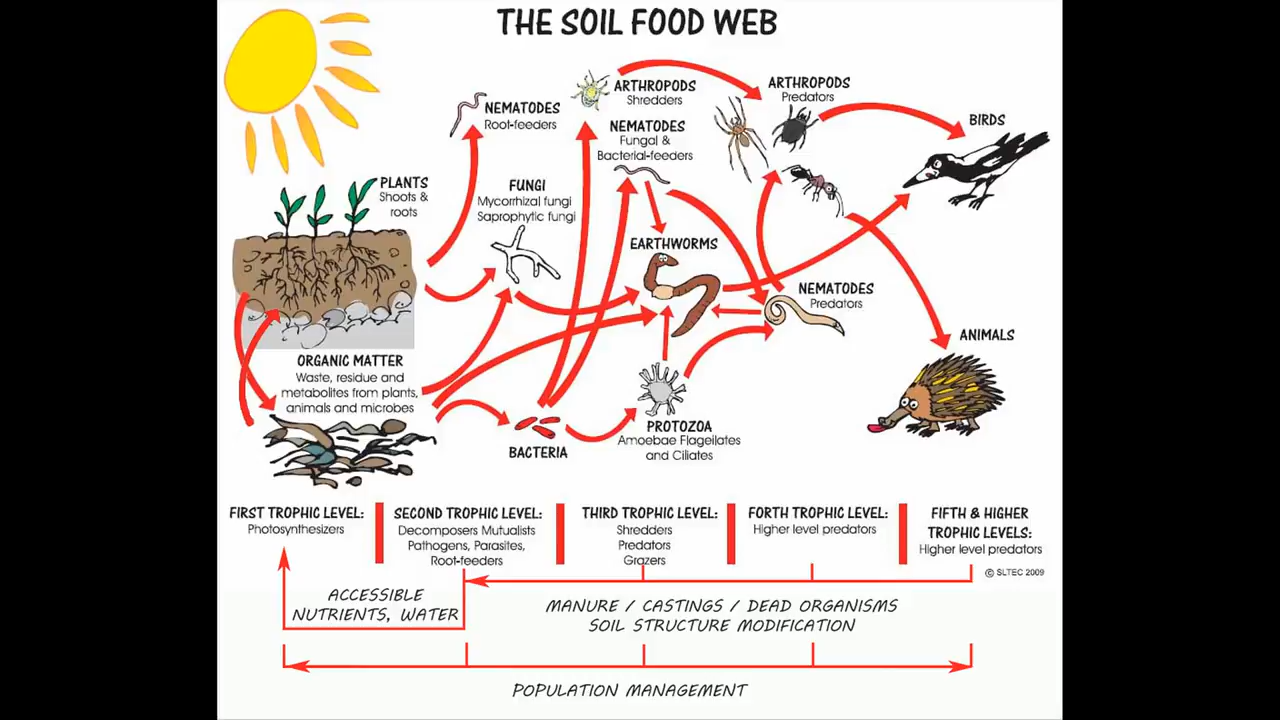 THE SOIL FOOD WEB
NEMATODES
Root-feeders
ARTHROPODS
Shredders
ARTHROPODS
Predators
NEMATODES
Fungal &
Bacterial-feeders
BIRDS
PLANTS
Shoots &
roots
FUNGI
Mycorrhizal fungi
Saprophytic fungi
EARTHWORMS
NEMATODES
Predators
ANIMALS
ORGANIC MATTER
Waste, residue and
metabolites from plants,
animals and microbes
BACTERIA
PROTOZOA
Amoebae Flagellates
and Ciliates
FIRST TROPHIC LEVEL:
Photosynthesizers
SECOND TROPHIC LEVEL:
Decomposers Mutualists
Pathogens, Parasites,
Root-feeders
THIRD TROPHIC LEVEL:
Shredders
Predators
Grazers
FORTH TROPHIC LEVEL:
Higher level predators
FIFTH & HIGHER
TROPHIC LEVELS:
Higher level predators
© SLTEC 2009
ACCESSIBLE
NUTRIENTS, WATER
MANURE / CASTINGS / DEAD ORGANISMS
SOIL STRUCTURE MODIFICATION
POPULATION MANAGEMENT